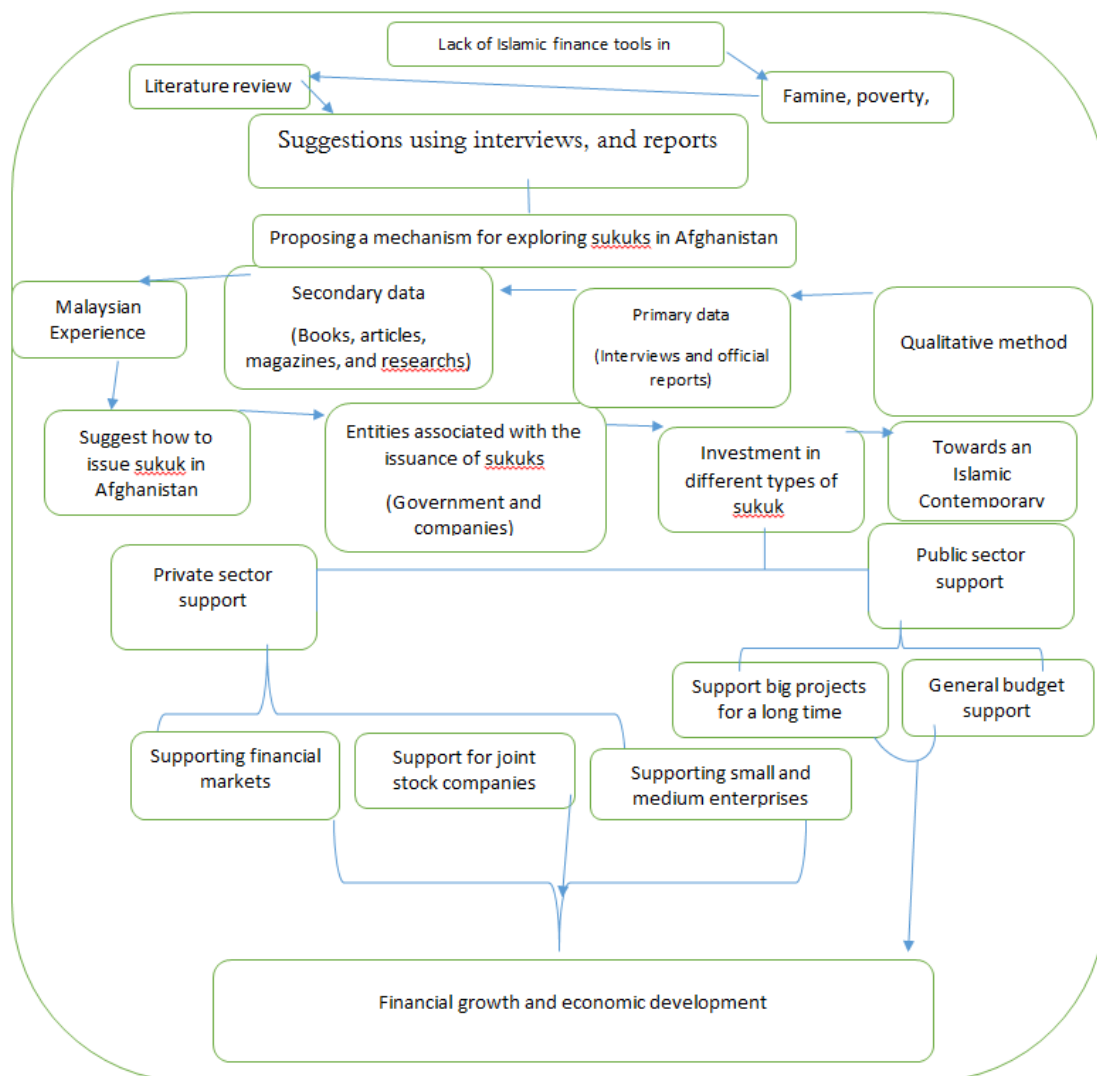 Lack of Islamic finance tools in
Literature review
Famine, poverty,
Suggestions using interviews, and reports
Proposing a mechanism for exploring sukuks in Afghanistan
Malaysian
Experience
Secondary data
(Books, articles,
magazines, and researchs)
Primary data
(Interviews and official
reports)
Qualitative method
Suggest how to
issue sukuk in
Afghanistan
Entities associated with the
issuance of sukuks
(Government and
companies)
Investment in
different types of
sukuk
Towards an
Islamic
Contemporary
Private sector
support
Public sector
support
Support big projects
for a long time
General budget
support
Supporting financial
markets
Support for joint
stock companies
Supporting small and
medium enterprises
Financial growth and economic development